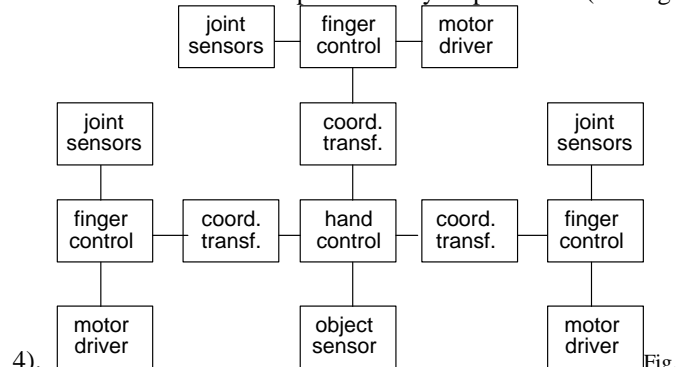 joint
sensors
finger
control
motor
driver
joint
sensors
coord.
transf.
joint
sensors
finger
control
coord.
transf.
hand
control
coord.
transf.
finger
control
motor
driver
object
sensor
motor
driver
4).
Fig